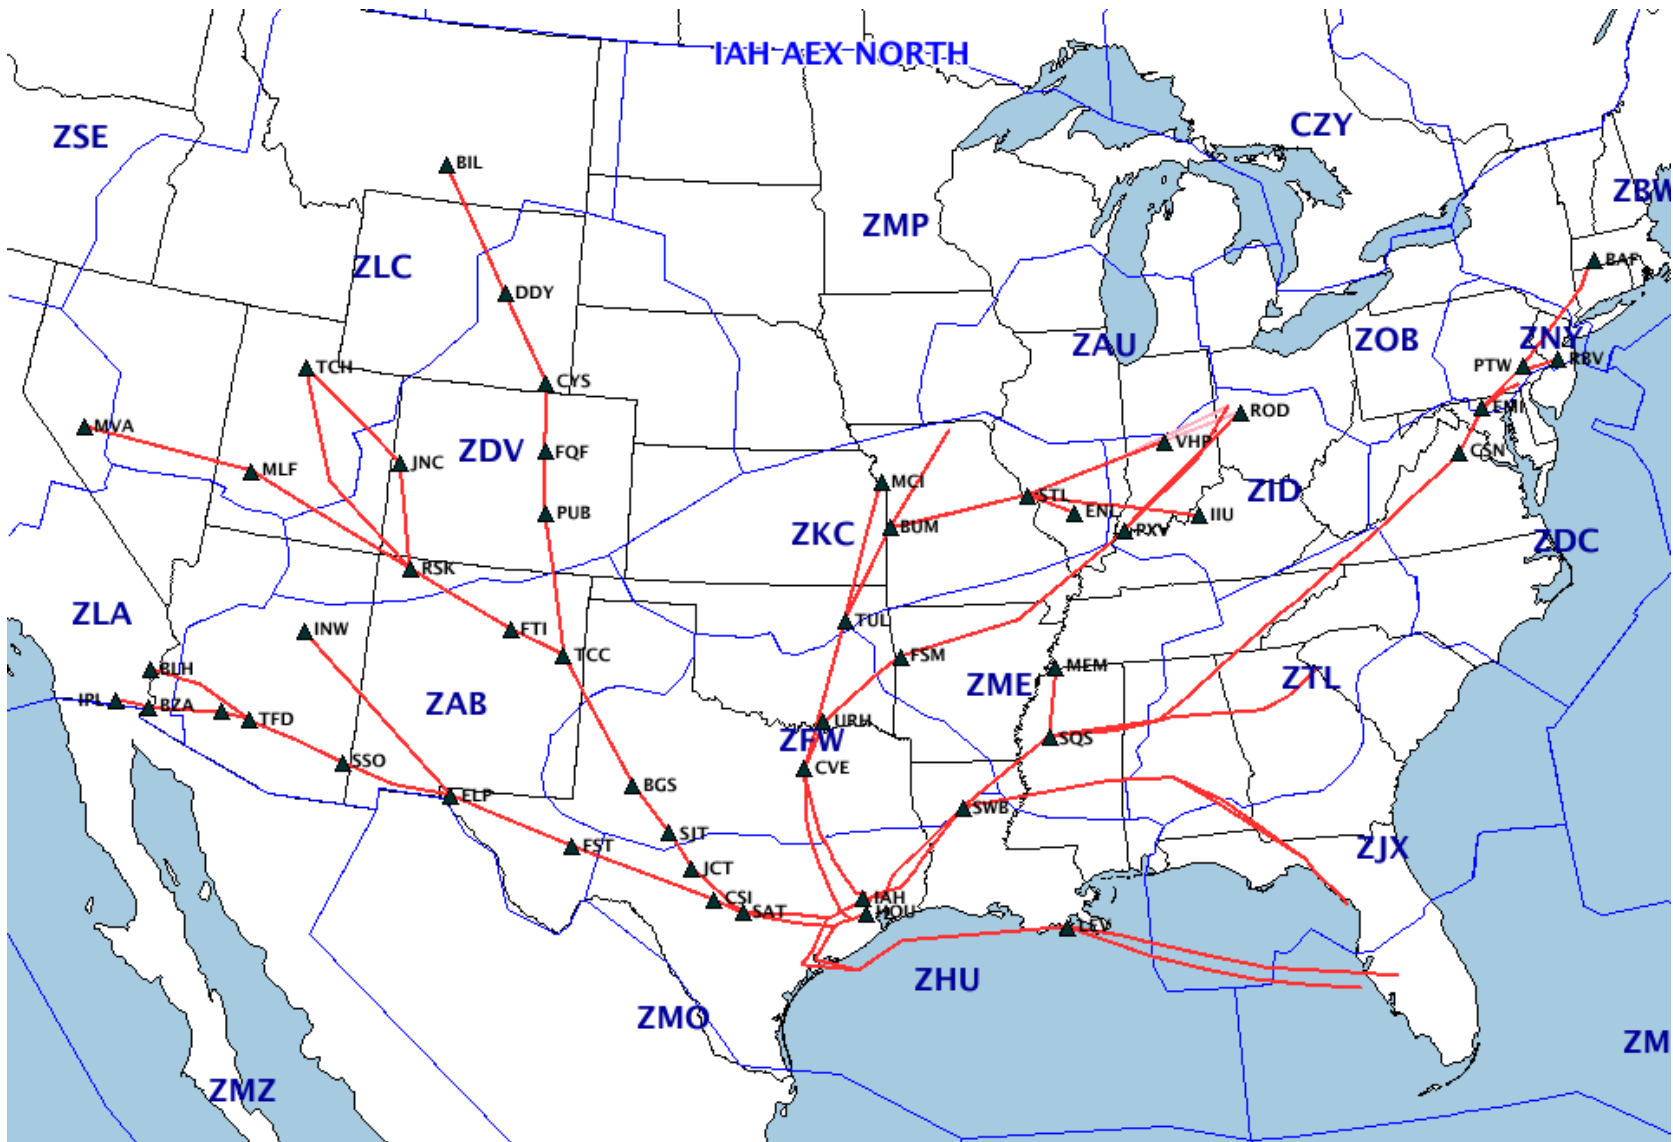 IAH AEX NORTH
ZSE
CZY
BIL
ZBW
ZMP
BAF
ZLC
DDY
ZNY
ZAU
ZOB
RBV
PTW
TCH
CYS
EMI
ROD
MVA
VHP
ZDV
FQF
CSN
JNC
MLF
MCI
ZID
STL
PUB
ENL
IIU
ZKC
BUM
PXV
ZDC
RSK
ZLA
TUL
INW
FTI
TCC
FSM
MEM
BLH
ZME
ZTL
IPL
BZA
ZAB
TFD
URH
ZFW
SQS
SSO
CVE
BGS
ELP
SWB
SJT
FST
ZJX
JCT
CSI
IAH
SAT
HOU
LEV
ZHU
ZMO
ZM
ZMZ